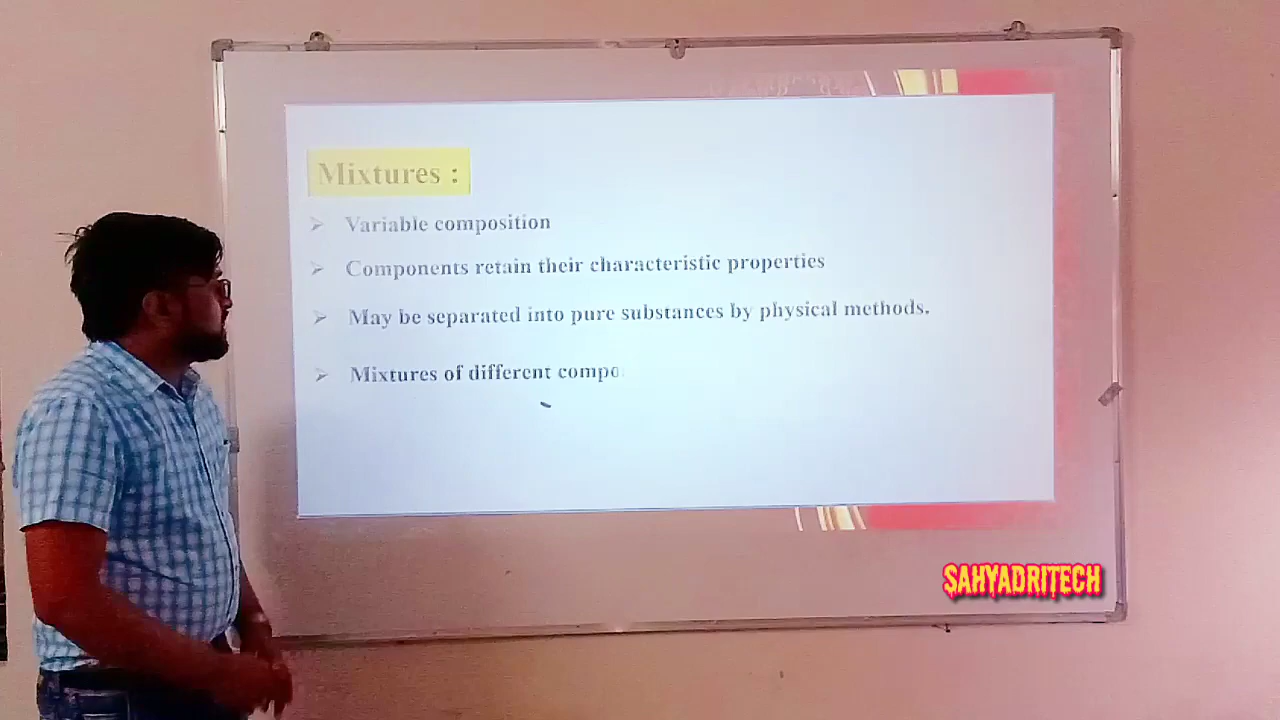 Mixtures :
➢ Variable composition
➢ Components retain their characteristic properties
➢ May be separated into pure substances by physical methods.
➢ Mixtures of different compo
SAHYADRITECH